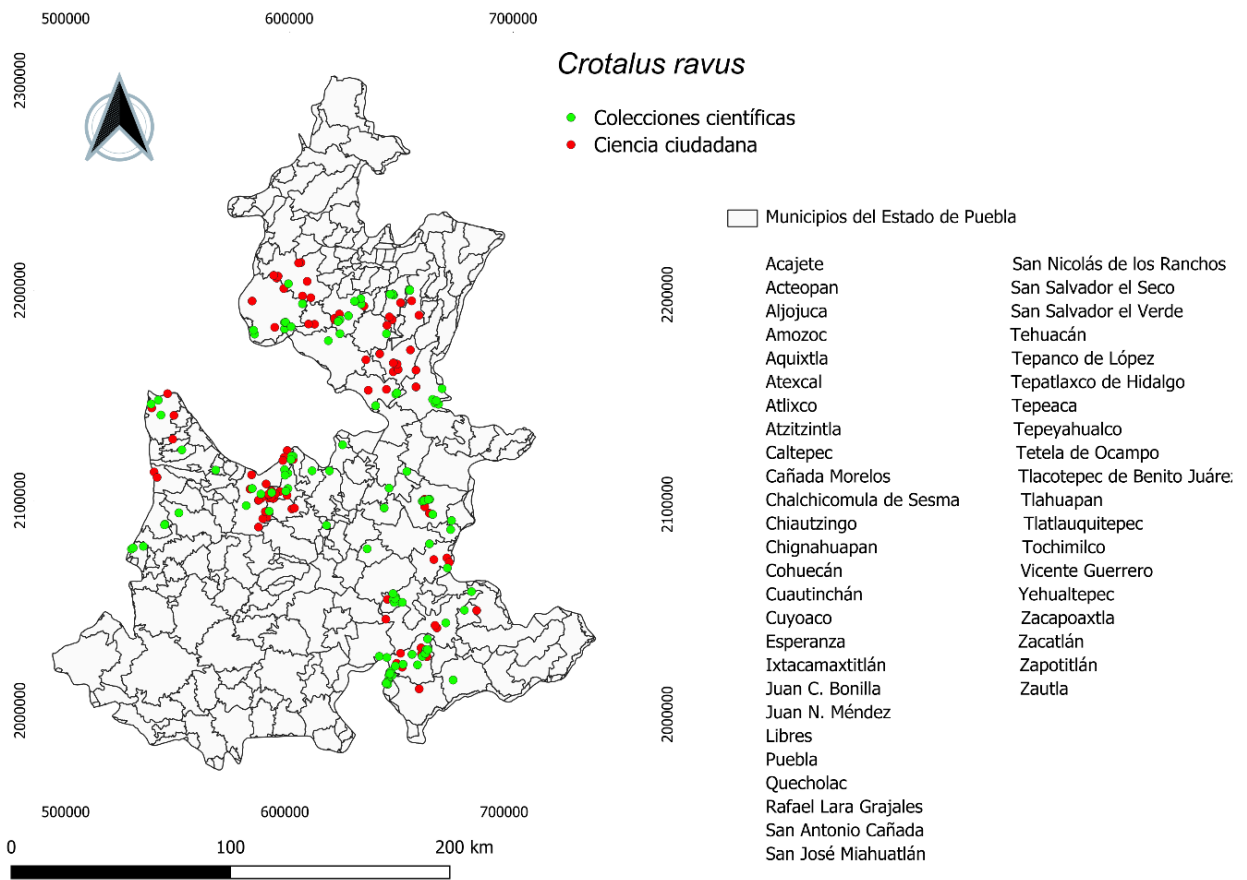 500000 600000 700000
2300000
Crotalus ravus
Colecciones científicas
Ciencia ciudadana
Municipios del Estado de Puebla
2200000 2200000
Acajete San Nicolás de los Ranchos
Acteopan San Salvador el Seco
Aljojuca San Salvador el Verde
Amozoc Tehuacán
Aquixtla Tepanco de López
Atexcal Tepatlaxco de Hidalgo
Atlixco Tepeaca
Atzitzintla Tepeyahualco
Caltepec Tetela de Ocampo
Cañada Morelos Tlacotepec de Benito Juáre
Chalchicomula de Sesma Tlahuapan
2100000 2100000
Chiautzingo Tlatlauquitepec
Chignahuapan Tochimilco
Cohuecán Vicente Guerrero
Cuautinchán Yehualtepec
Cuyoaco Zacapoaxtla
Esperanza Zacatlán
Ixtacamaxtitlán Zapotitlán
Juan C. Bonilla Zautla
2000000 2000000
Juan N. Méndez
Libres
Puebla
Quecholac
Rafael Lara Grajales
San Antonio Cañada
San José Miahuatlán
500000 600000 700000
0 100 200 km